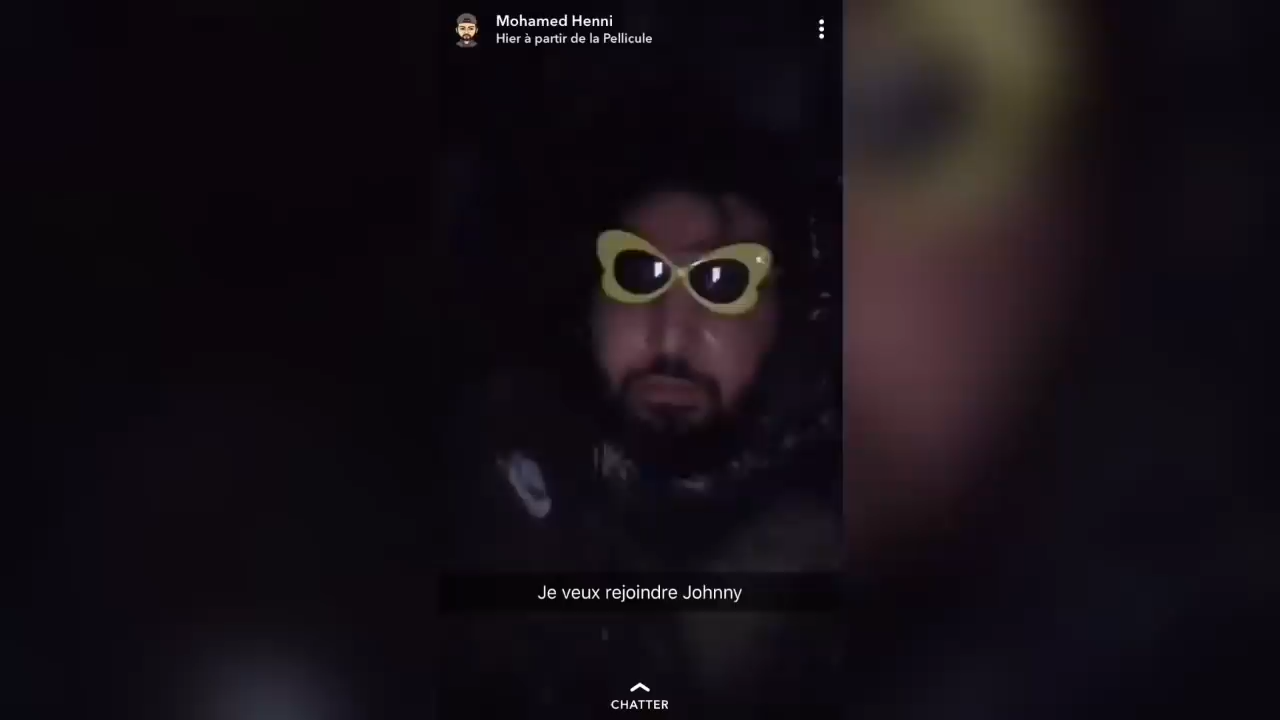 Mohamed Henni
Hier à partir de la Pellicule
Je veux rejoindre Johnny
CHATTER